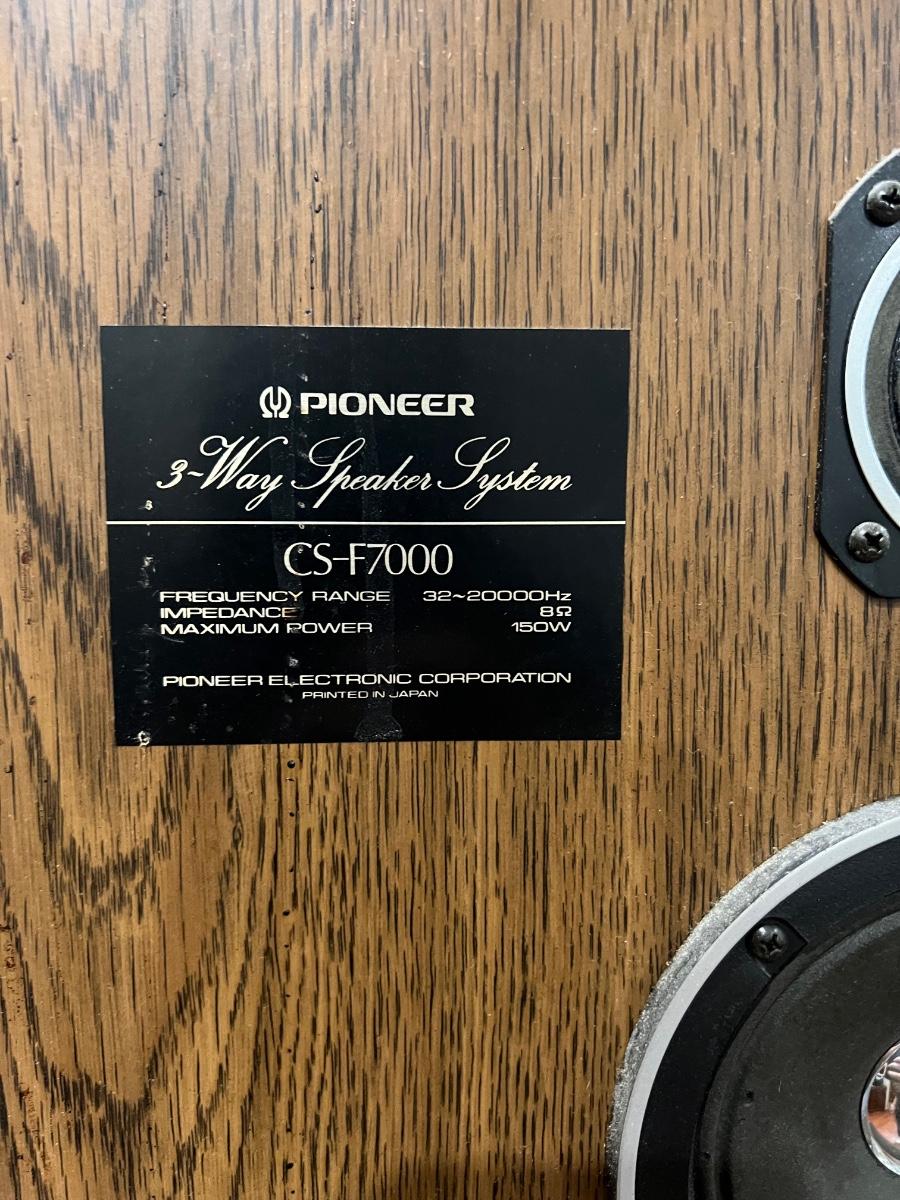 PIONEER
3-Way Speaker System
CS-F7000
FREQUENCY RANGE 32~20000Hz
IMPEDANCE 8Ω
MAXIMUM POWER 150W
PIONEER ELECTRONIC CORPORATION
PRINTED IN JAPAN